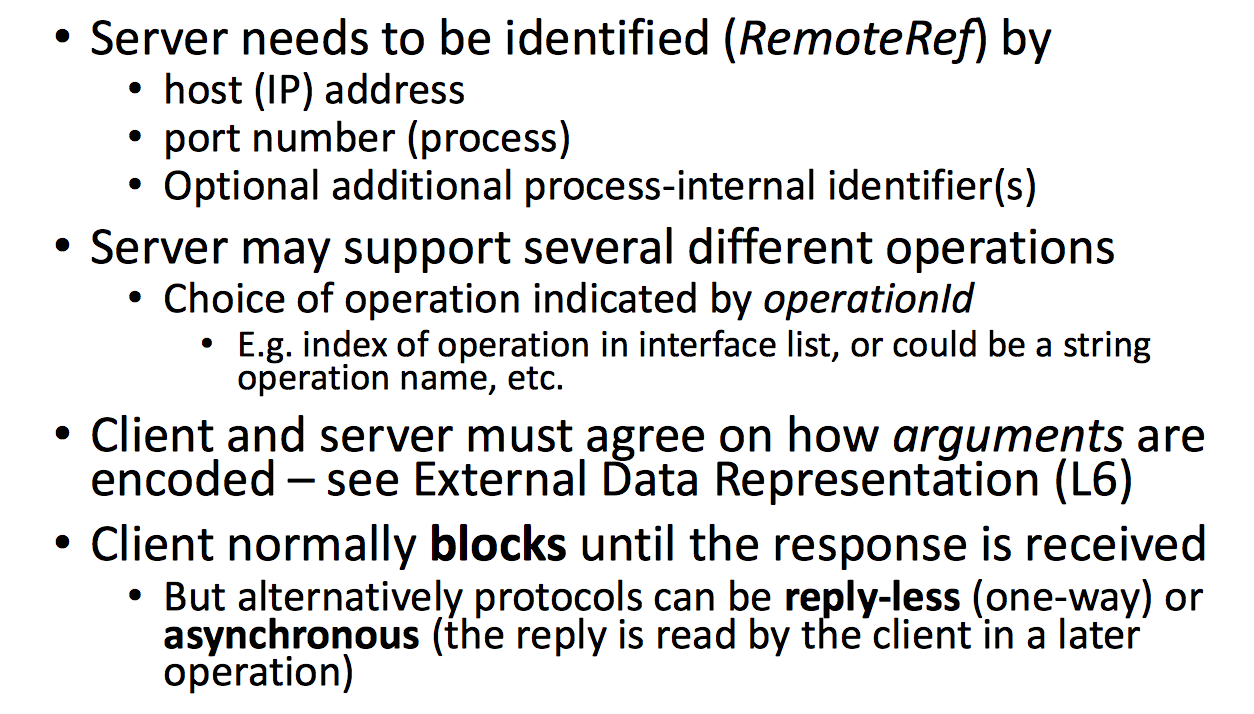 • Server needs to be identified (RemoteRef) by
• host (IP) address
• port number (process)
• Optional additional process-internal identifier(s)
• Server may support several different operations
• Choice of operation indicated by operationId
• E.g. index of operation in interface list, or could be a string
operation name, etc.
• Client and server must agree on how arguments are
encoded – see External Data Representation (L6)
• Client normally blocks until the response is received
• But alternatively protocols can be reply-less (one-way) or
asynchronous (the reply is read by the client in a later
operation)